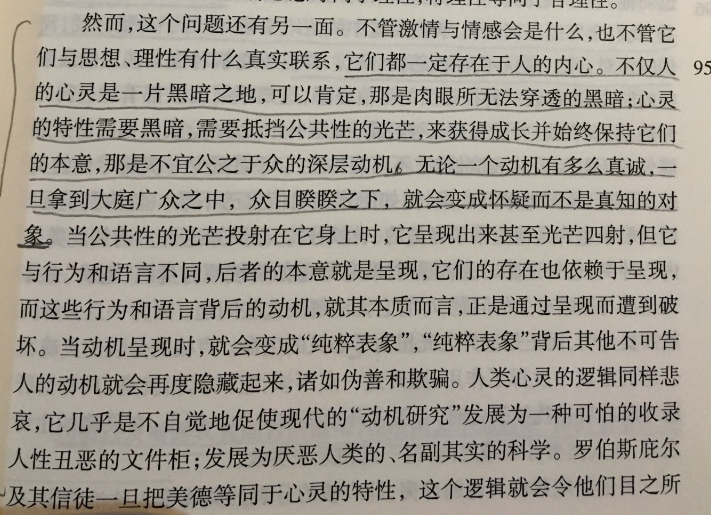 然而，这个问题还有另一面。不管激情与情感会是什么，也不管它
们与思想、理性有什么真实联系，它们都一定存在于人的内心。不仅人
95
的心灵是一片黑暗之地，可以肯定，那是肉眼所无法穿透的黑暗；心灵
的特性需要黑暗，需要抵挡公共性的光芒，来获得成长并始终保持它们
的本意，那是不宜公之于众的深层动机。无论一个动机有多么真诚，一
旦拿到大庭广众之中，众目睽睽之下，就会变成怀疑而不是真知的对
象。当公共性的光芒投射在它身上时，它呈现出来甚至光芒四射，但它
与行为和语言不同，后者的本意就是呈现，它们的存在也依赖于呈现，
而这些行为和语言背后的动机，就其本质而言，正是通过呈现而遭到破
坏。当动机呈现时，就会变成“纯粹表象”，“纯粹表象”背后其他不可告
人的动机就会再度隐藏起来，诸如伪善和欺骗。人类心灵的逻辑同样悲
哀，它几乎是不自觉地促使现代的“动机研究”发展为一种可怕的收录
人性丑恶的文件柜；发展为厌恶人类的、名副其实的科学。罗伯斯庇尔
及其信徒一旦把美德等同于心灵的特性，这个逻辑就会令他们目之所